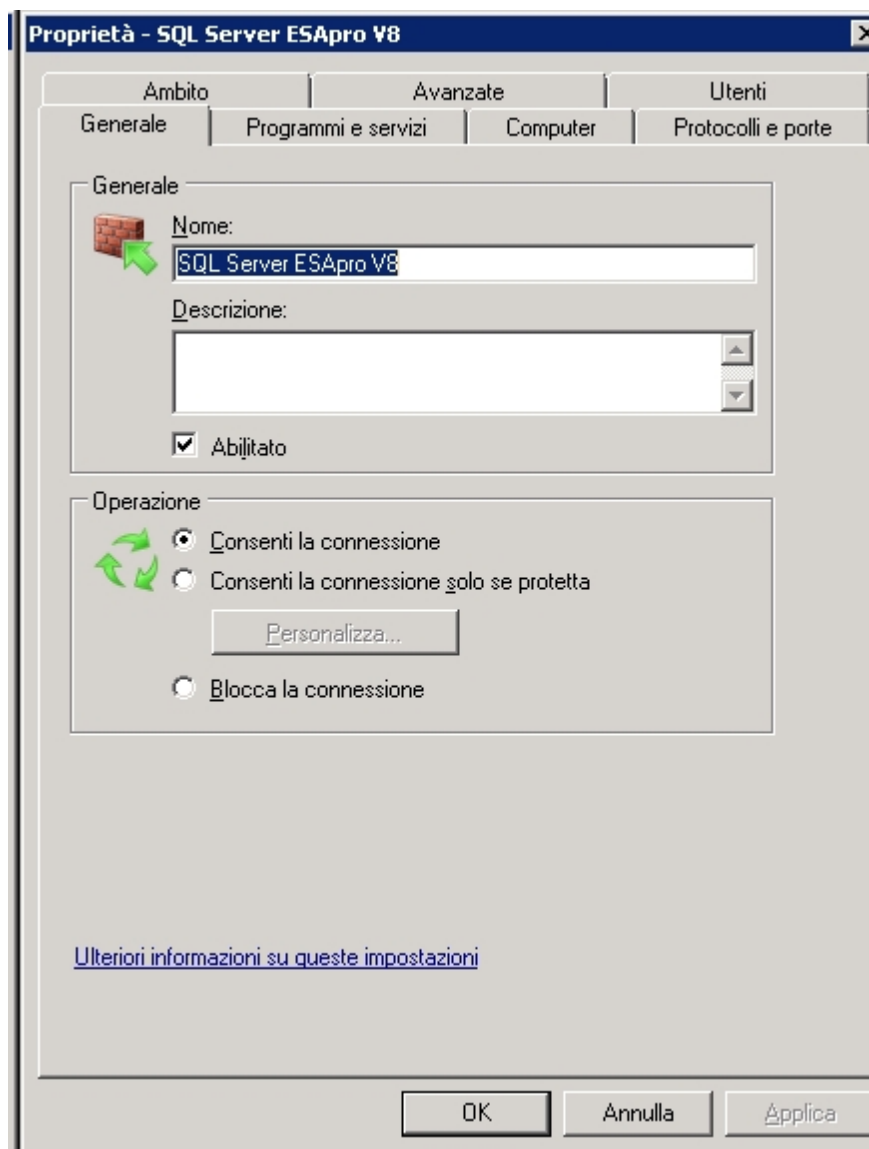 Proprietà - SQL Server ESApro V8
Ambito Avanzate Utenti
Generale Programmi e servizi Computer Protocolli e porte
Generale
Nome:
SQL Server ESApro V8
Descrizione:
Abilitato
Operazione
Consenti la connessione
Consenti la connessione solo se protetta
Personalizza...
Blocca la connessione
Ulteriori informazioni su queste impostazioni
OK Annulla Applica